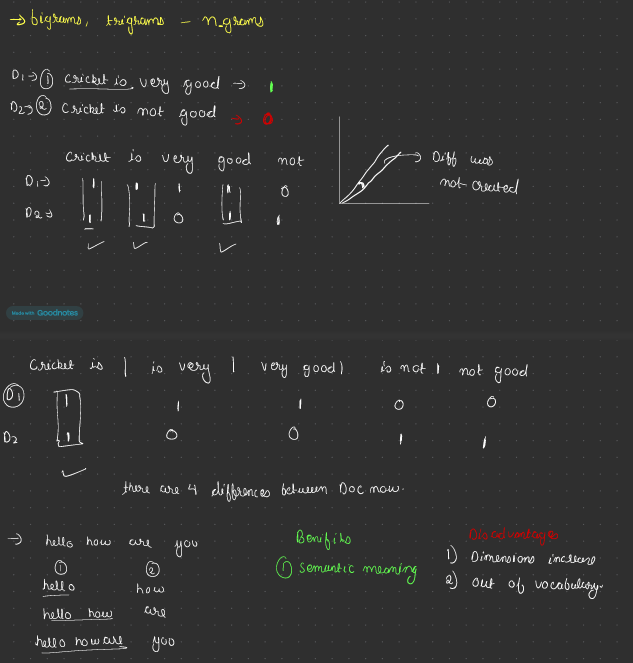 → bigrams, trigrams - n-grams
D1→ ① Cricket is very good → 1
D2→ ② Cricket is not good → 0
Cricket is very good not
D1→ 1 1 1 1 0
D2→ 1 1 0 1 1
Diff was
not-created
Made with Goodnotes
Cricket is | is very | very good | is not | not good
D1 1 1 1 0 0
D2 1 0 0 1 1
there are 4 differences between Doc now.
→ hello how are you
① ②
hello how
hello how are
hello how are you
Benifits
① semantic meaning
Disadvantages
1) Dimensions increase
2) out of vocabulary.